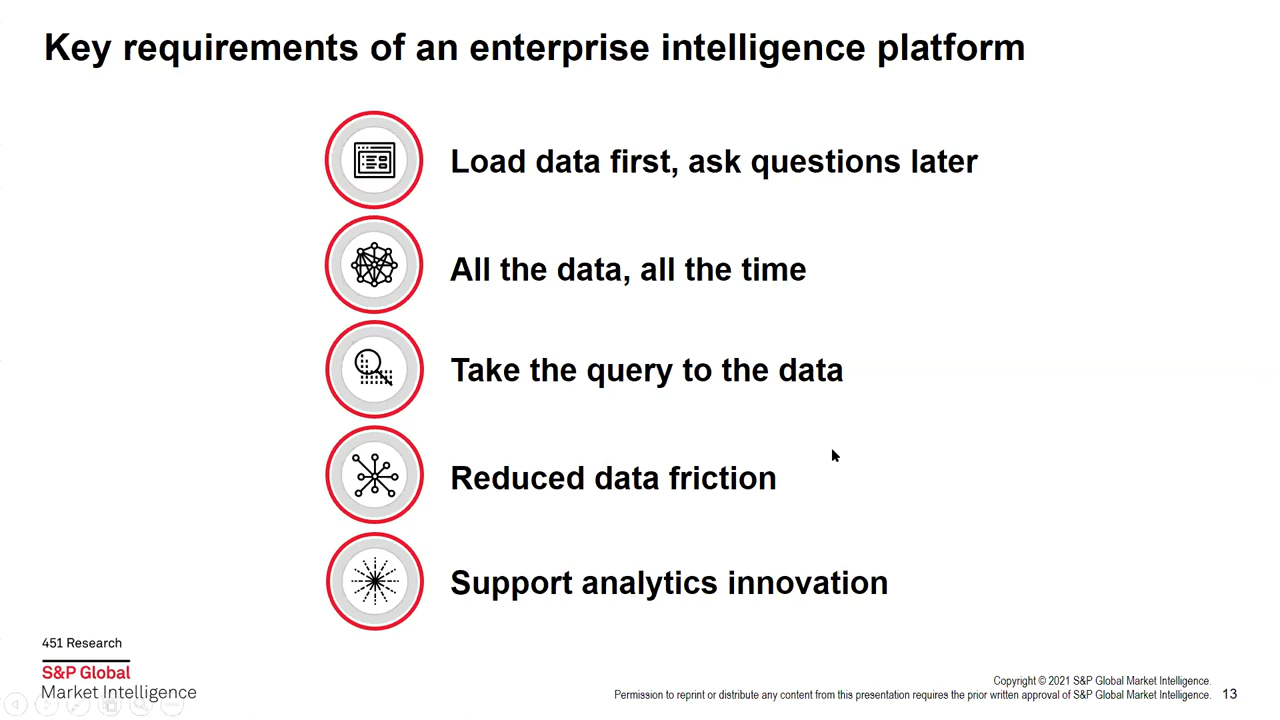 Key requirements of an enterprise intelligence platform
Load data first, ask questions later
All the data, all the time
Take the query to the data
Reduced data friction
Support analytics innovation
451 Research
S&P Global
Market Intelligence
Copyright © 2021 S&P Global Market Intelligence.
Permission to reprint or distribute any content from this presentation requires the prior written approval of S&P Global Market Intelligence.
13